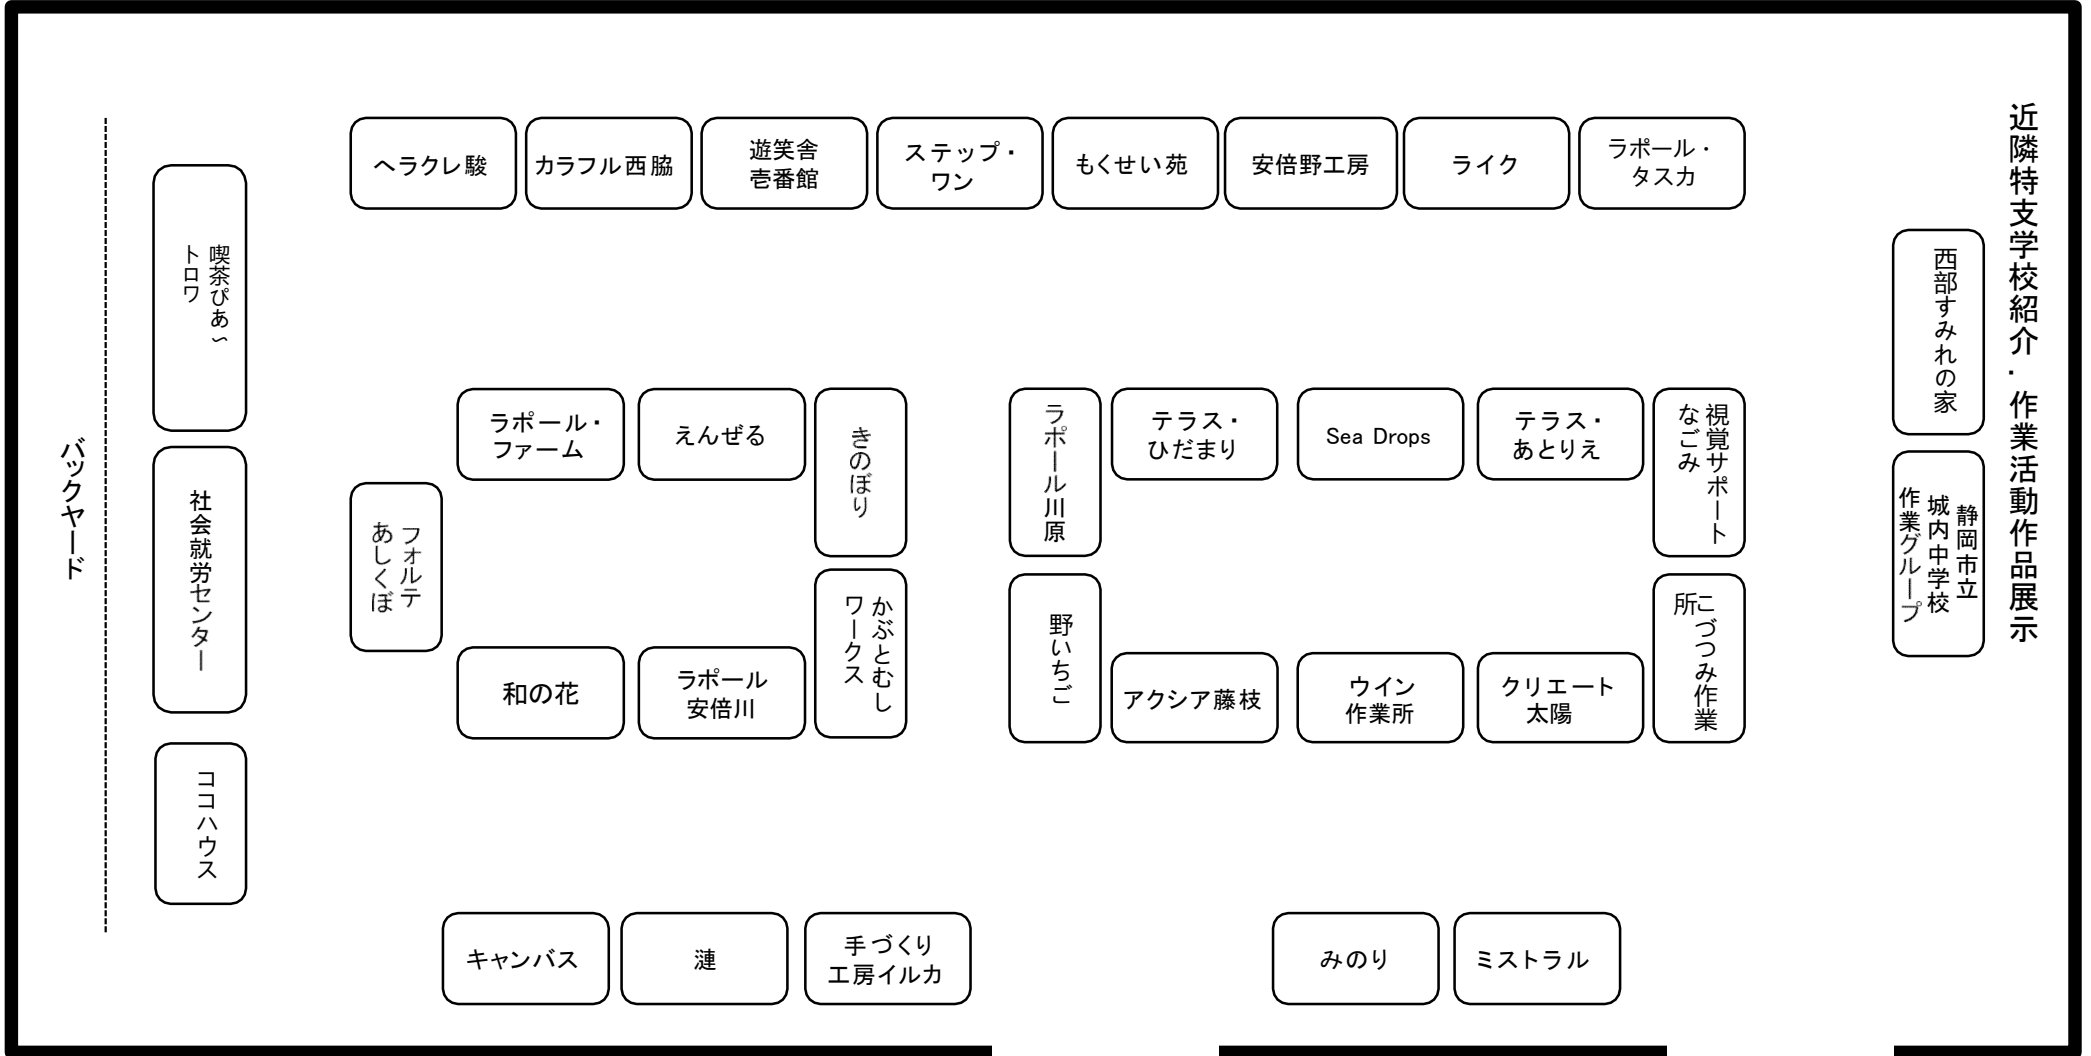 ヘラクレ駿
カラフル西脇
遊笑舎
壱番館
ステップ・
ワン
もくせい苑
安倍野工房
ライク
ラポール・
タスカ
近隣特支学校紹介・作業活動作品展示
西部すみれの家
静岡市立
城内中学校
作業グループ
バックヤード
喫茶ぴあ～
トロワ
社会就労センター
ココハウス
フォルテ
あしくぼ
ラポール・
ファーム
えんぜる
きのぼり
かぶとむし
ワークス
和の花
ラポール
安倍川
ラポール川原
テラス・
ひだまり
Sea Drops
テラス・
あとりえ
視覚サポート
なごみ
野いちご
アクシア藤枝
ウイン
作業所
クリエート
太陽
こづつみ作業
所
キャンバス
漣
手づくり
工房イルカ
みのり
ミストラル